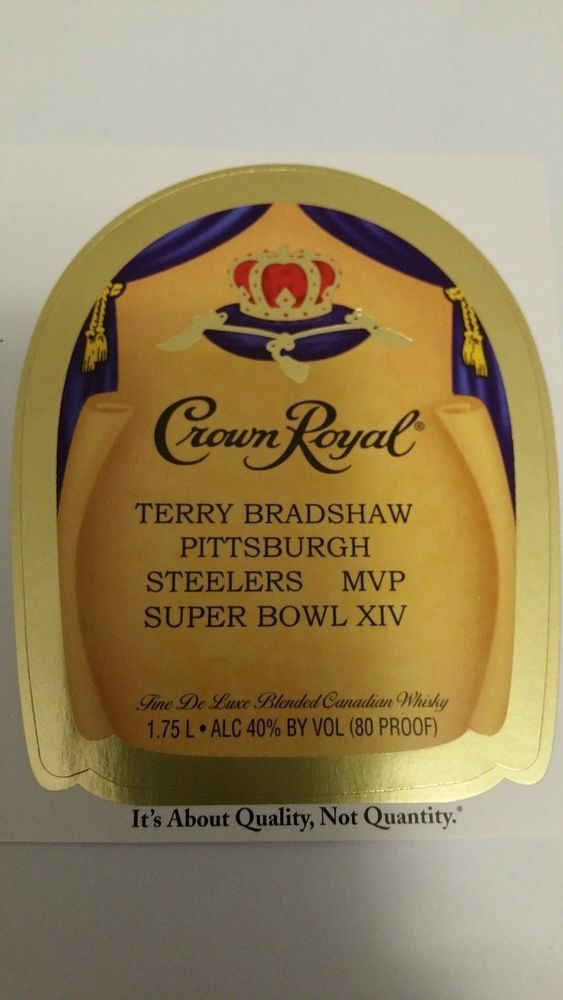 Crown Royal®
TERRY BRADSHAW
PITTSBURGH
STEELERS MVP
SUPER BOWL XIV
Fine De Luxe Blended Canadian Whisky
1.75 L • ALC 40% BY VOL (80 PROOF)
It's About Quality, Not Quantity.®